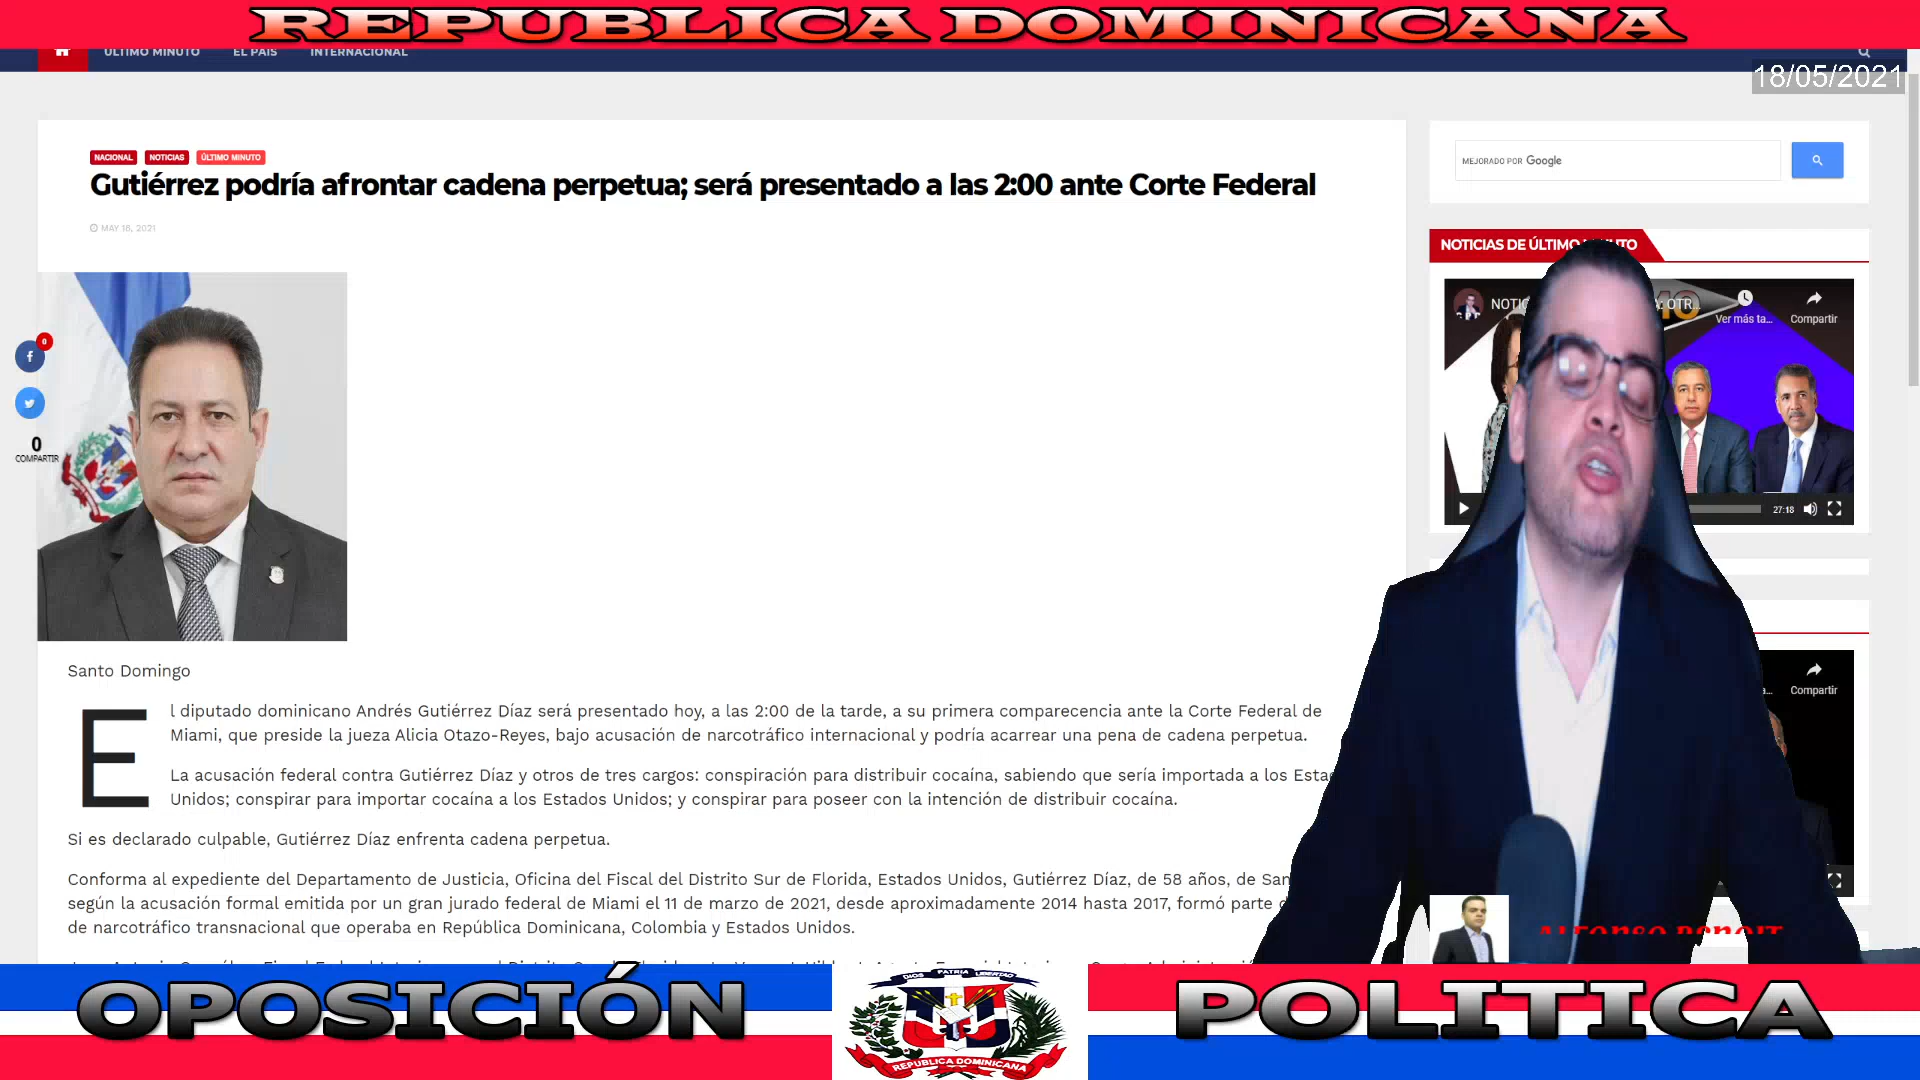 REPUBLICA DOMINICANA
ÚLTIMO MINUTO EL PAÍS INTERNACIONAL
18/05/2021
NACIONAL NOTICIAS ÚLTIMO MINUTO
Gutiérrez podría afrontar cadena perpetua; será presentado a las 2:00 ante Corte Federal
MAY 18, 2021
MEJORADO POR Google
NOTICIAS DE ÚLTIMO
Ver más ta...
Compartir
27:18
0
0
COMPARTIR
Santo Domingo
El diputado dominicano Andrés Gutiérrez Díaz será presentado hoy, a las 2:00 de la tarde, a su primera comparecencia ante la Corte Federal de
Miami, que preside la jueza Alicia Otazo-Reyes, bajo acusación de narcotráfico internacional y podría acarrear una pena de cadena perpetua.
La acusación federal contra Gutiérrez Díaz y otros de tres cargos: conspiración para distribuir cocaína, sabiendo que sería importada a los
Unidos; conspirar para importar cocaína a los Estados Unidos; y conspirar para poseer con la intención de distribuir cocaína.
Si es declarado culpable, Gutiérrez Díaz enfrenta cadena perpetua.
Conforma al expediente del Departamento de Justicia, Oficina del Fiscal del Distrito Sur de Florida, Estados Unidos, Gutiérrez Díaz, de 58 años, de
según la acusación formal emitida por un gran jurado federal de Miami el 11 de marzo de 2021, desde aproximadamente 2014 hasta 2017, formó parte
de narcotráfico transnacional que operaba en República Dominicana, Colombia y Estados Unidos.
Compartir
ALFONSO BENOIT
OPOSICIÓN
DIOS PATRIA LIBERTAD
REPUBLICA DOMINICANA
POLITICA